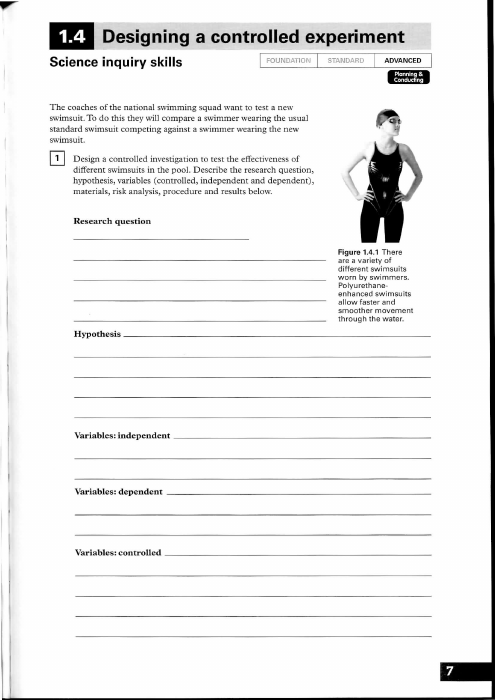 1.4 Designing a controlled experiment
Science inquiry skills
FOUNDATION STANDARD ADVANCED
Planning &
Conducting
The coaches of the national swimming squad want to test a new
swimsuit. To do this they will compare a swimmer wearing the usual
standard swimsuit competing against a swimmer wearing the new
swimsuit.
1 Design a controlled investigation to test the effectiveness of
different swimsuits in the pool. Describe the research question,
hypothesis, variables (controlled, independent and dependent),
materials, risk analysis, procedure and results below.
Research question
Figure 1.4.1 There
are a variety of
different swimsuits
worn by swimmers.
Polyurethane-
enhanced swimsuits
allow faster and
smoother movement
through the water.
Hypothesis
Variables: independent
Variables: dependent
Variables: controlled
7